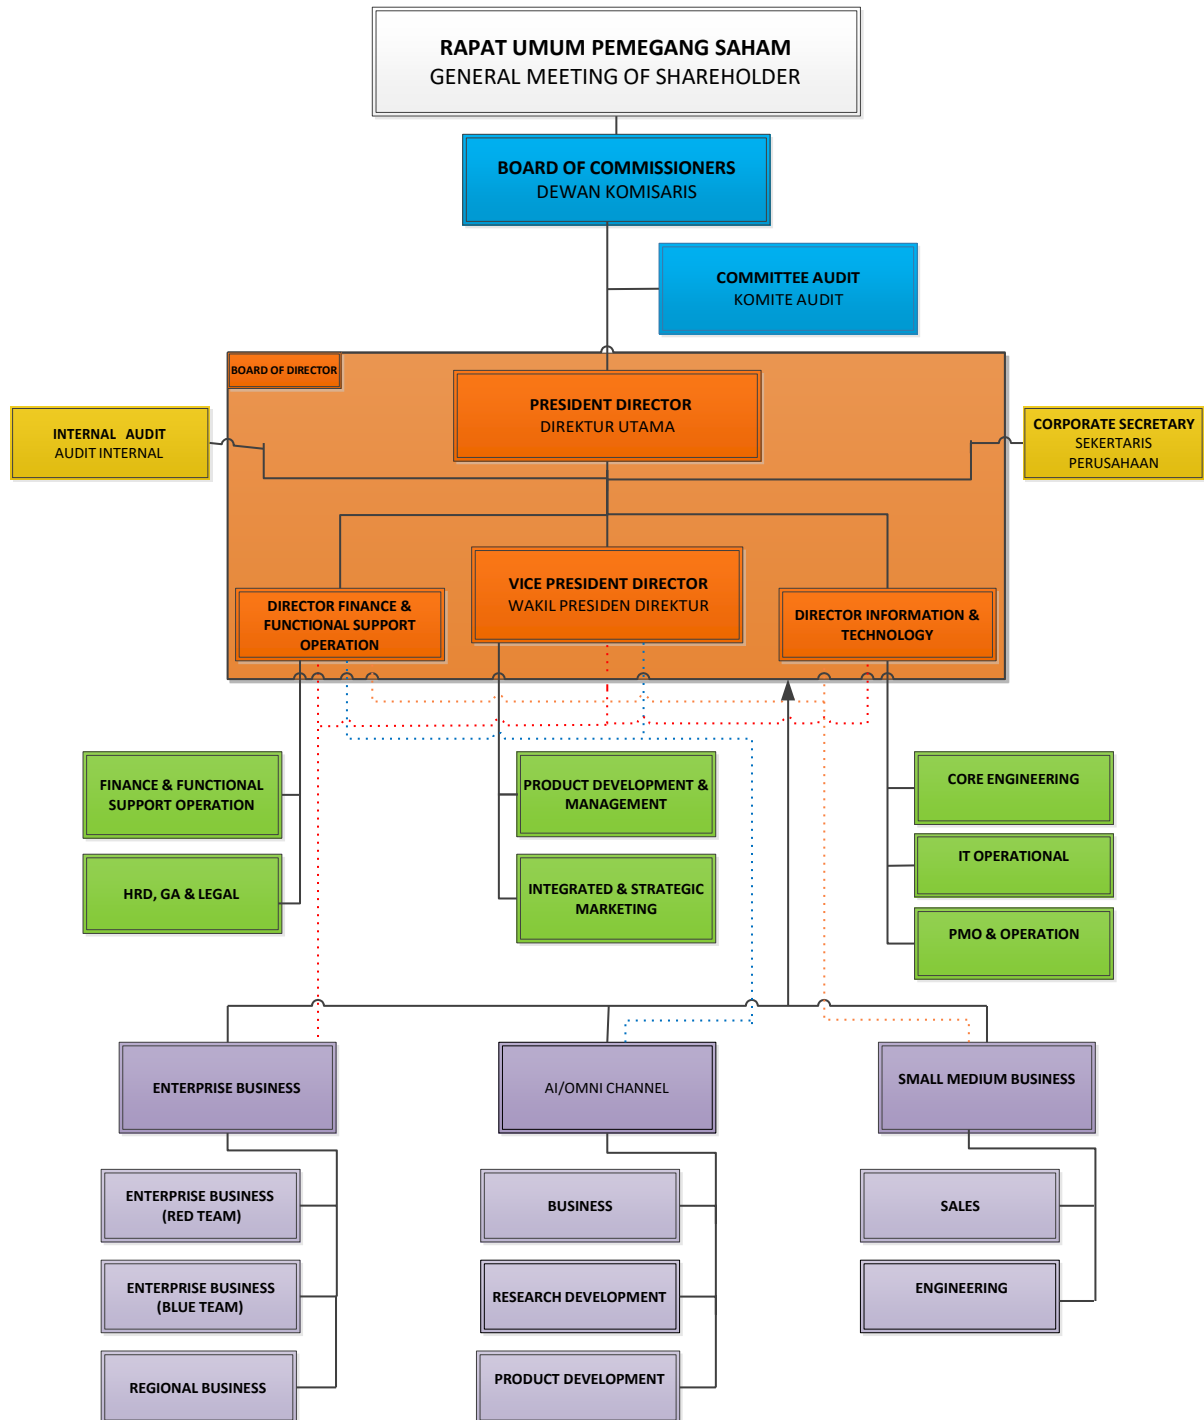 RAPAT UMUM PEMEGANG SAHAM
GENERAL MEETING OF SHAREHOLDER
BOARD OF COMMISSIONERS
DEWAN KOMISARIS
COMMITTEE AUDIT
KOMITE AUDIT
BOARD OF DIRECTOR
PRESIDENT DIRECTOR
DIREKTUR UTAMA
INTERNAL AUDIT
AUDIT INTERNAL
CORPORATE SECRETARY
SEKERTARIS
PERUSAHAAN
DIRECTOR FINANCE &
FUNCTIONAL SUPPORT
OPERATION
VICE PRESIDENT DIRECTOR
WAKIL PRESIDEN DIREKTUR
DIRECTOR INFORMATION &
TECHNOLOGY
FINANCE & FUNCTIONAL
SUPPORT OPERATION
PRODUCT DEVELOPMENT &
MANAGEMENT
CORE ENGINEERING
HRD, GA & LEGAL
INTEGRATED & STRATEGIC
MARKETING
IT OPERATIONAL
PMO & OPERATION
ENTERPRISE BUSINESS
AI/OMNI CHANNEL
SMALL MEDIUM BUSINESS
ENTERPRISE BUSINESS
(RED TEAM)
BUSINESS
SALES
ENTERPRISE BUSINESS
(BLUE TEAM)
RESEARCH DEVELOPMENT
ENGINEERING
REGIONAL BUSINESS
PRODUCT DEVELOPMENT